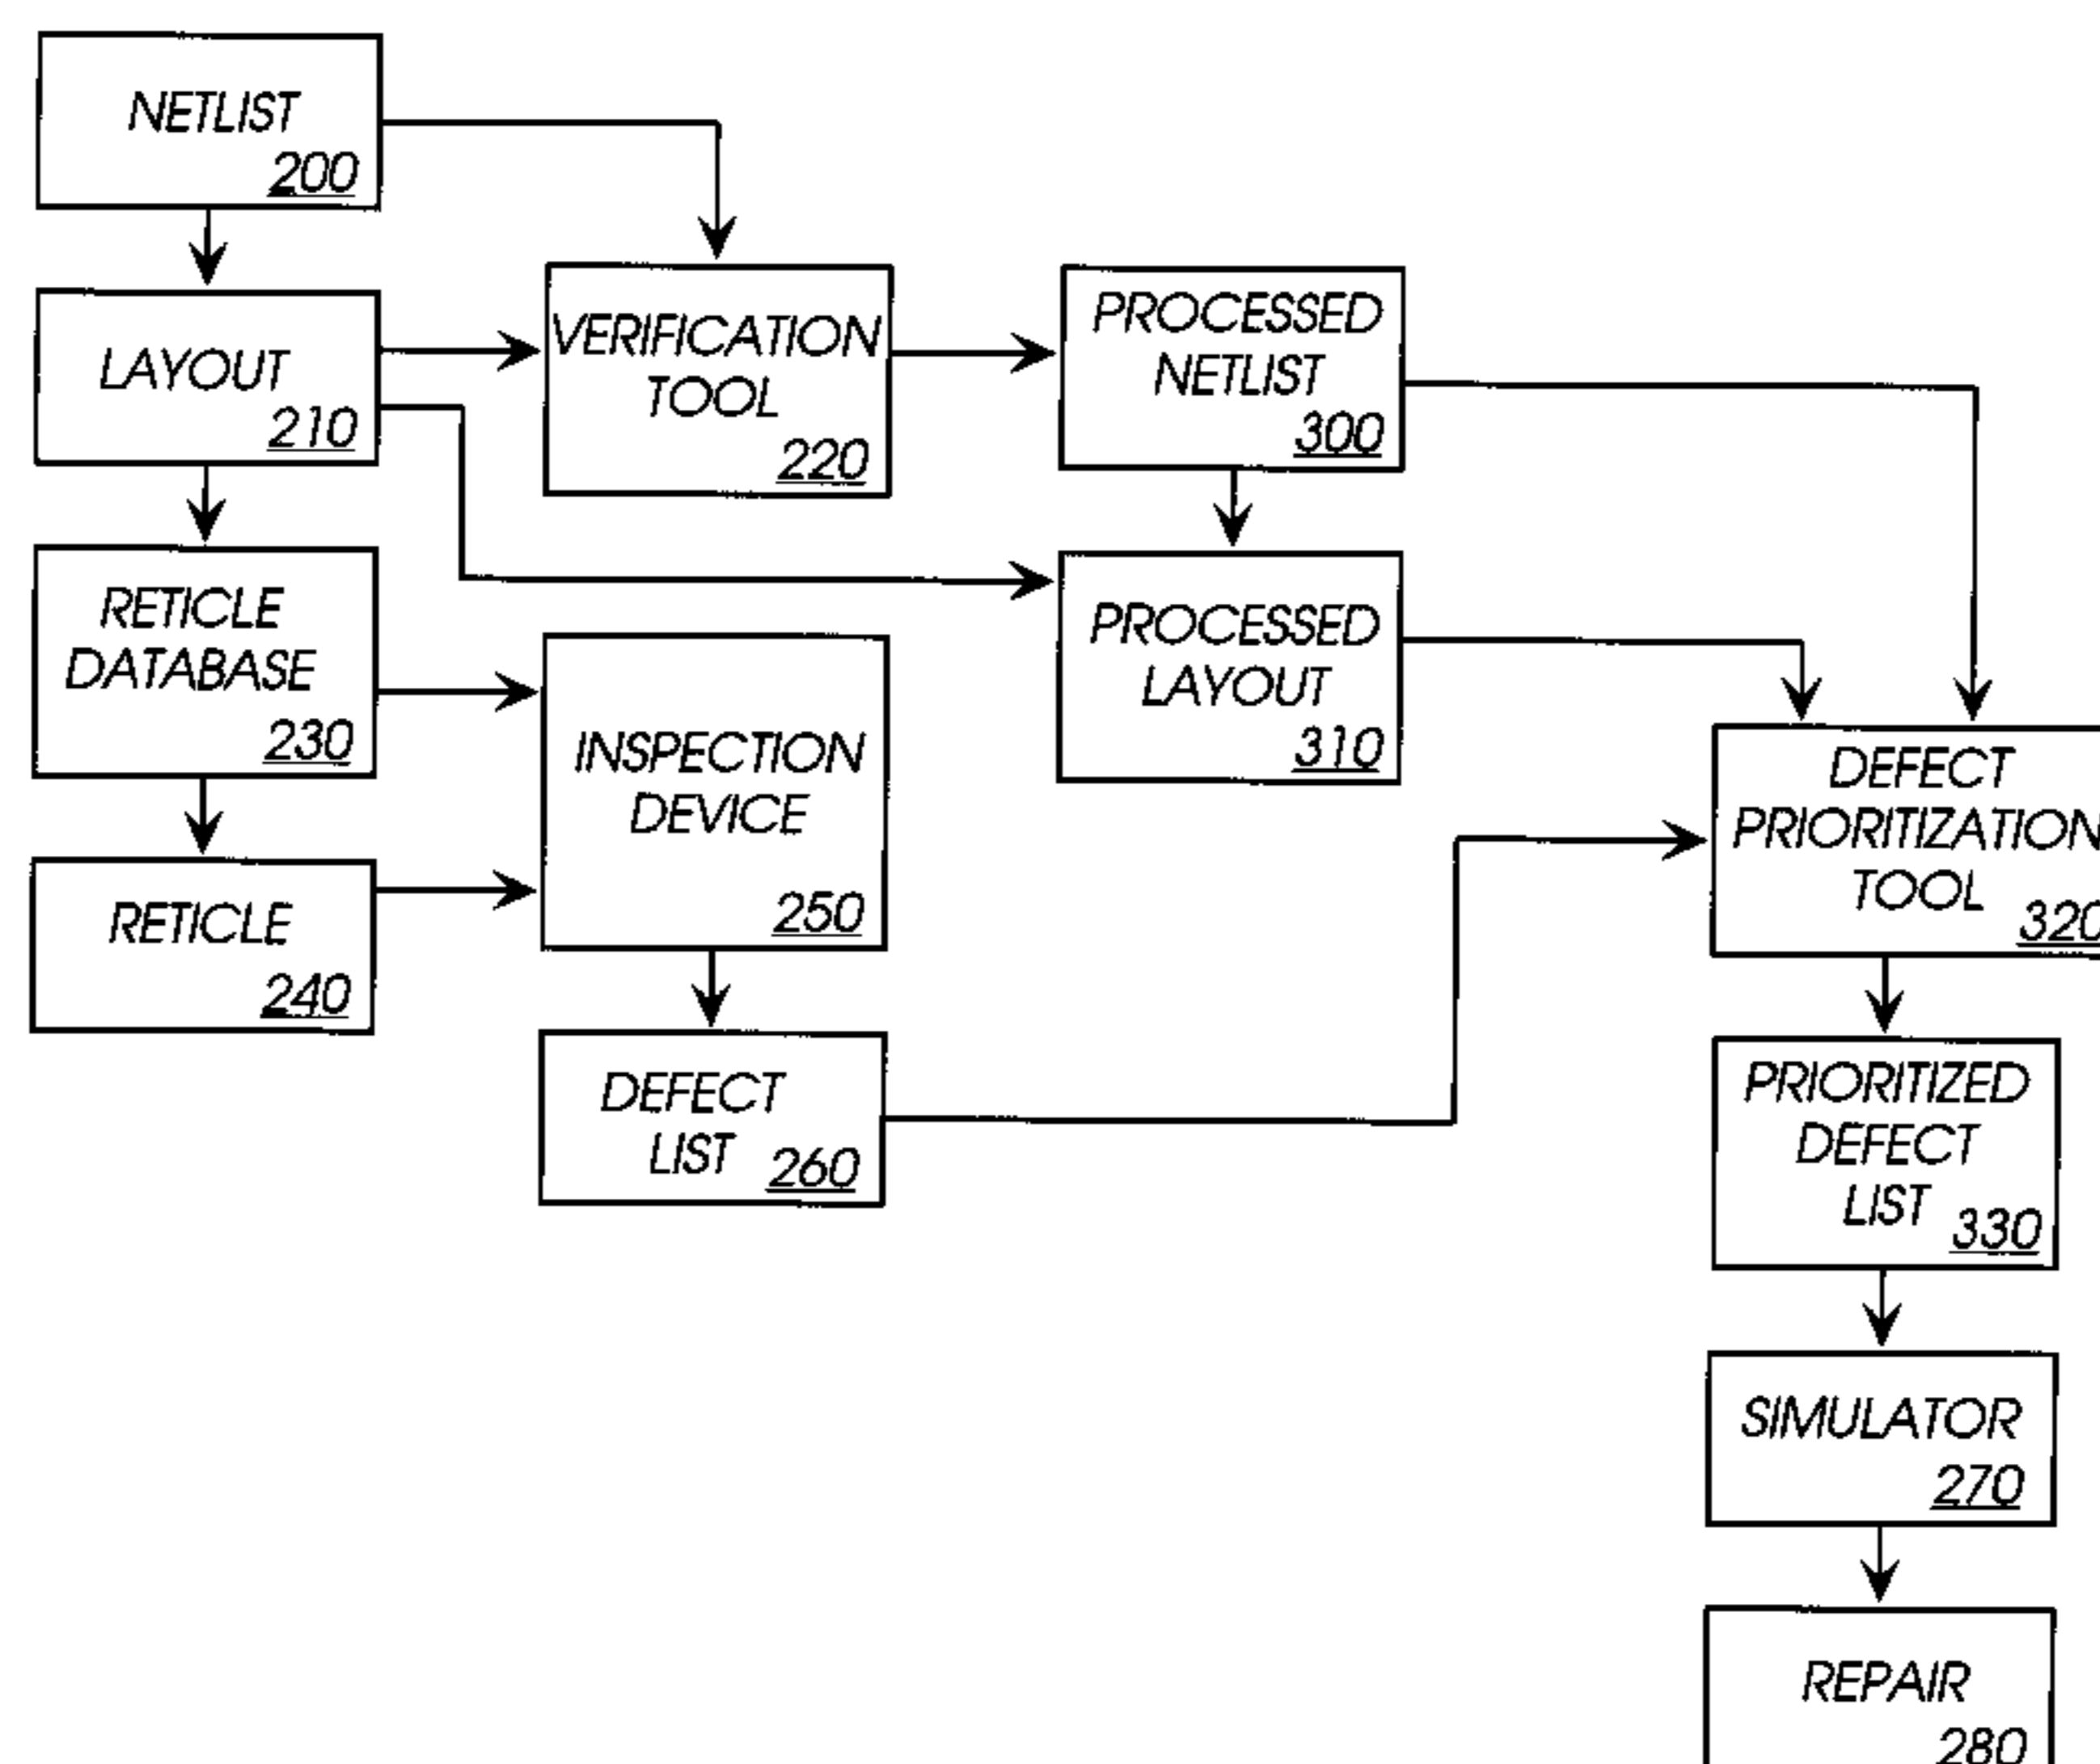 NETLIST
200
LAYOUT
210
VERIFICATION
TOOL
220
PROCESSED
NETLIST
300
RETICLE
DATABASE
230
INSPECTION
DEVICE
250
PROCESSED
LAYOUT
310
RETICLE
240
DEFECT
PRIORITIZATION
TOOL
320
DEFECT
LIST 260
PRIORITIZED
DEFECT
LIST
330
SIMULATOR
270
REPAIR
280